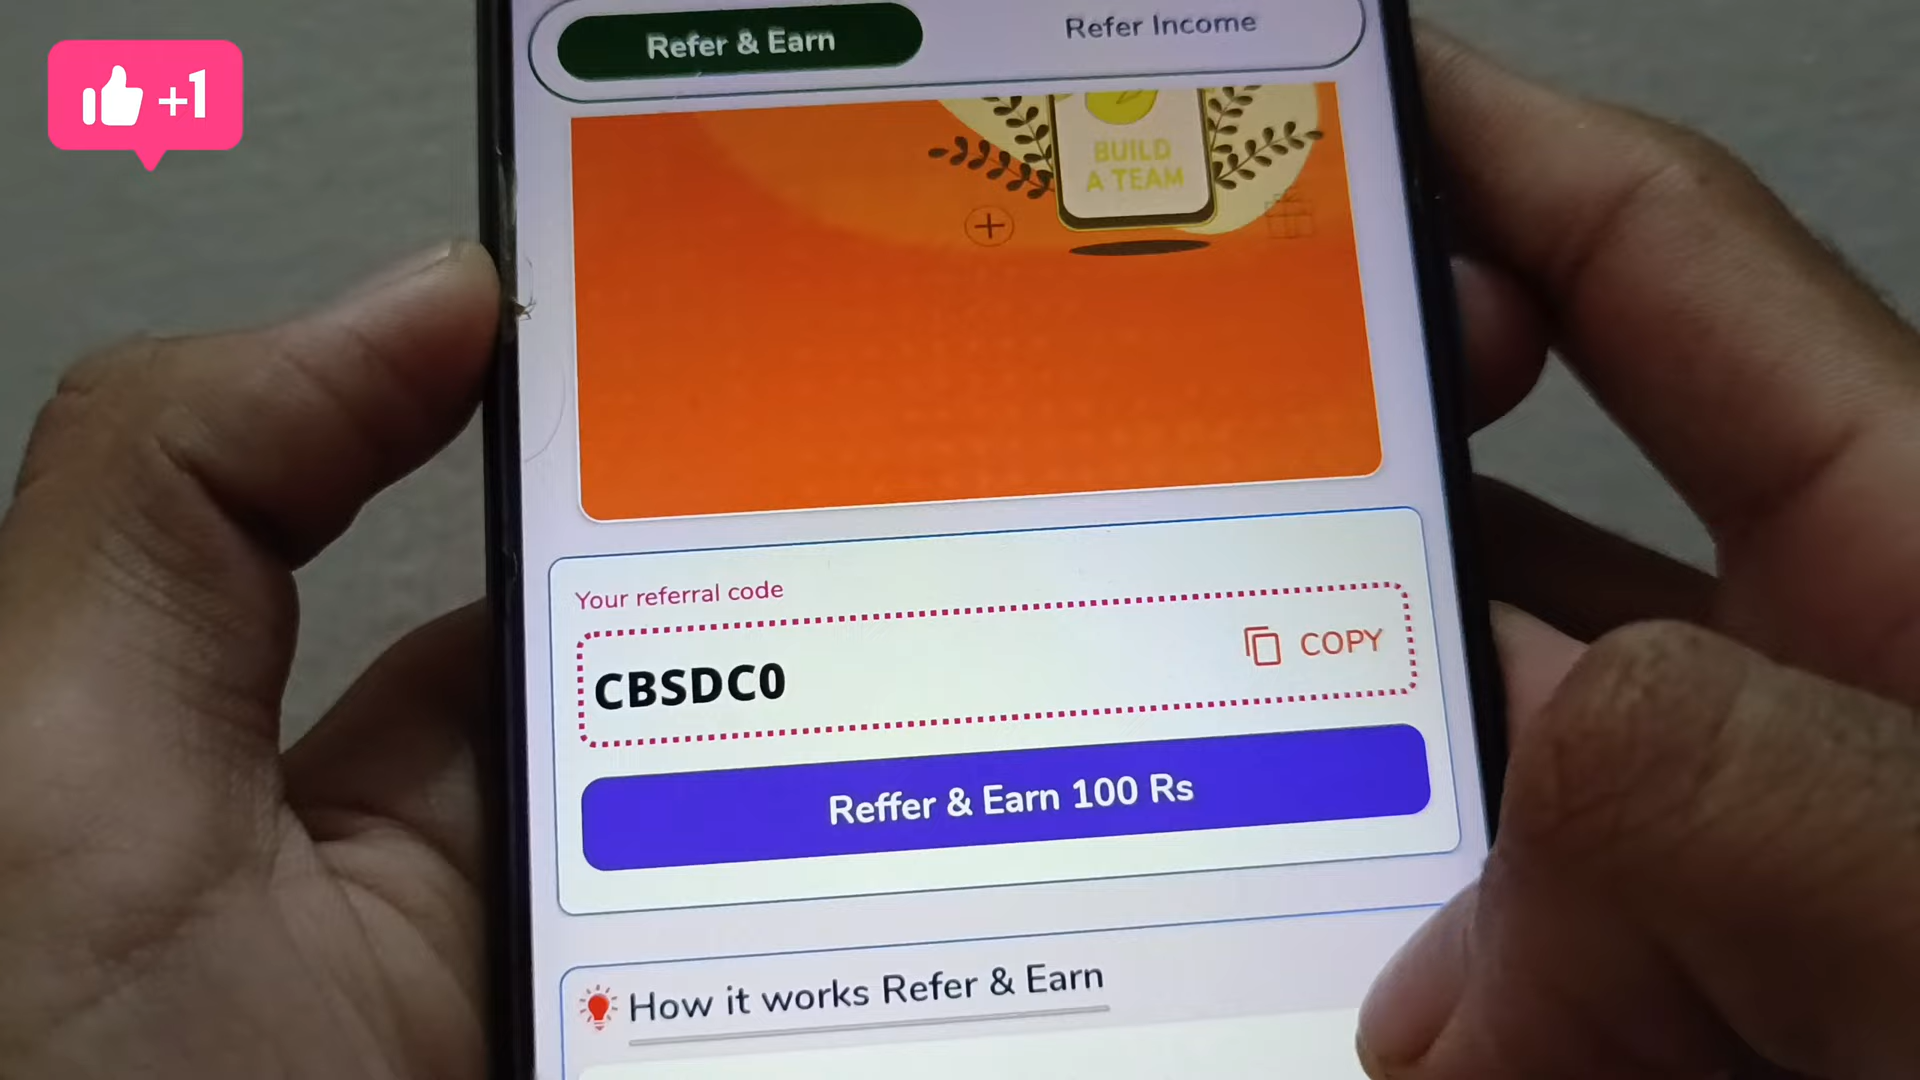 +1
Refer & Earn
Refer Income
BUILD
A TEAM
Your referral code
CBSDC0
COPY
Reffer & Earn 100 Rs
How it works Refer & Earn